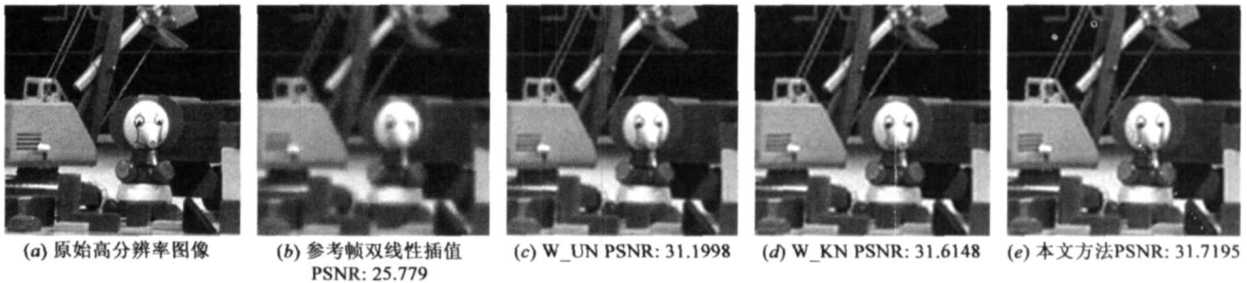 (a) 原始高分辨率图像
(b) 参考帧双线性插值
PSNR: 25.779
(c) W_UN PSNR: 31.1998
(d) W_KN PSNR: 31.6148
(e) 本文方法PSNR: 31.7195